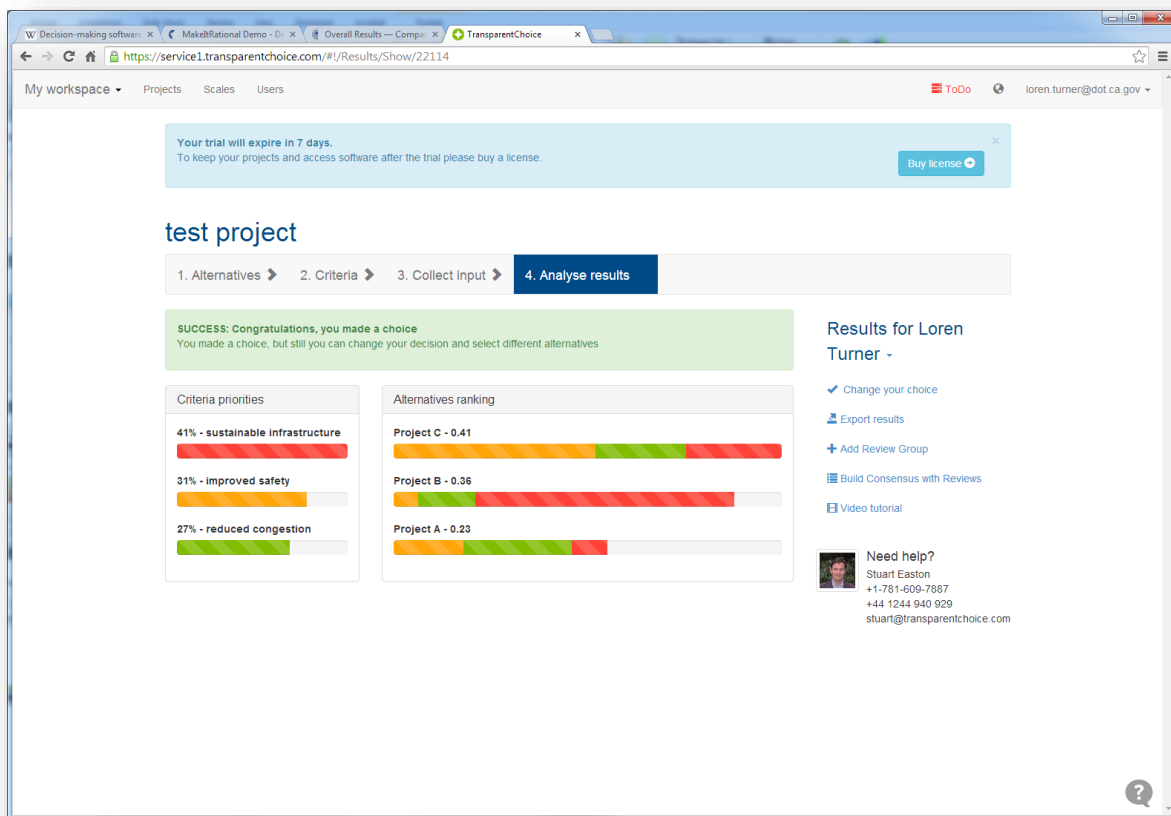 Decision-making software
MakeItRational Demo - De
Overall Results — Compar
TransparentChoice
https://service1.transparentchoice.com/#!/Results/Show/22114
My workspace
Projects
Scales
Users
ToDo
loren.turner@dot.ca.gov
Your trial will expire in 7 days.
To keep your projects and access software after the trial please buy a license.
Buy license
test project
1. Alternatives
2. Criteria
3. Collect input
4. Analyse results
SUCCESS: Congratulations, you made a choice
You made a choice, but still you can change your decision and select different alternatives
Criteria priorities
41% - sustainable infrastructure
31% - improved safety
27% - reduced congestion
Alternatives ranking
Project C - 0.41
Project B - 0.36
Project A - 0.23
Results for Loren
Turner
Change your choice
Export results
Add Review Group
Build Consensus with Reviews
Video tutorial
Need help?
Stuart Easton
+1-781-609-7887
+44 1244 940 929
stuart@transparentchoice.com